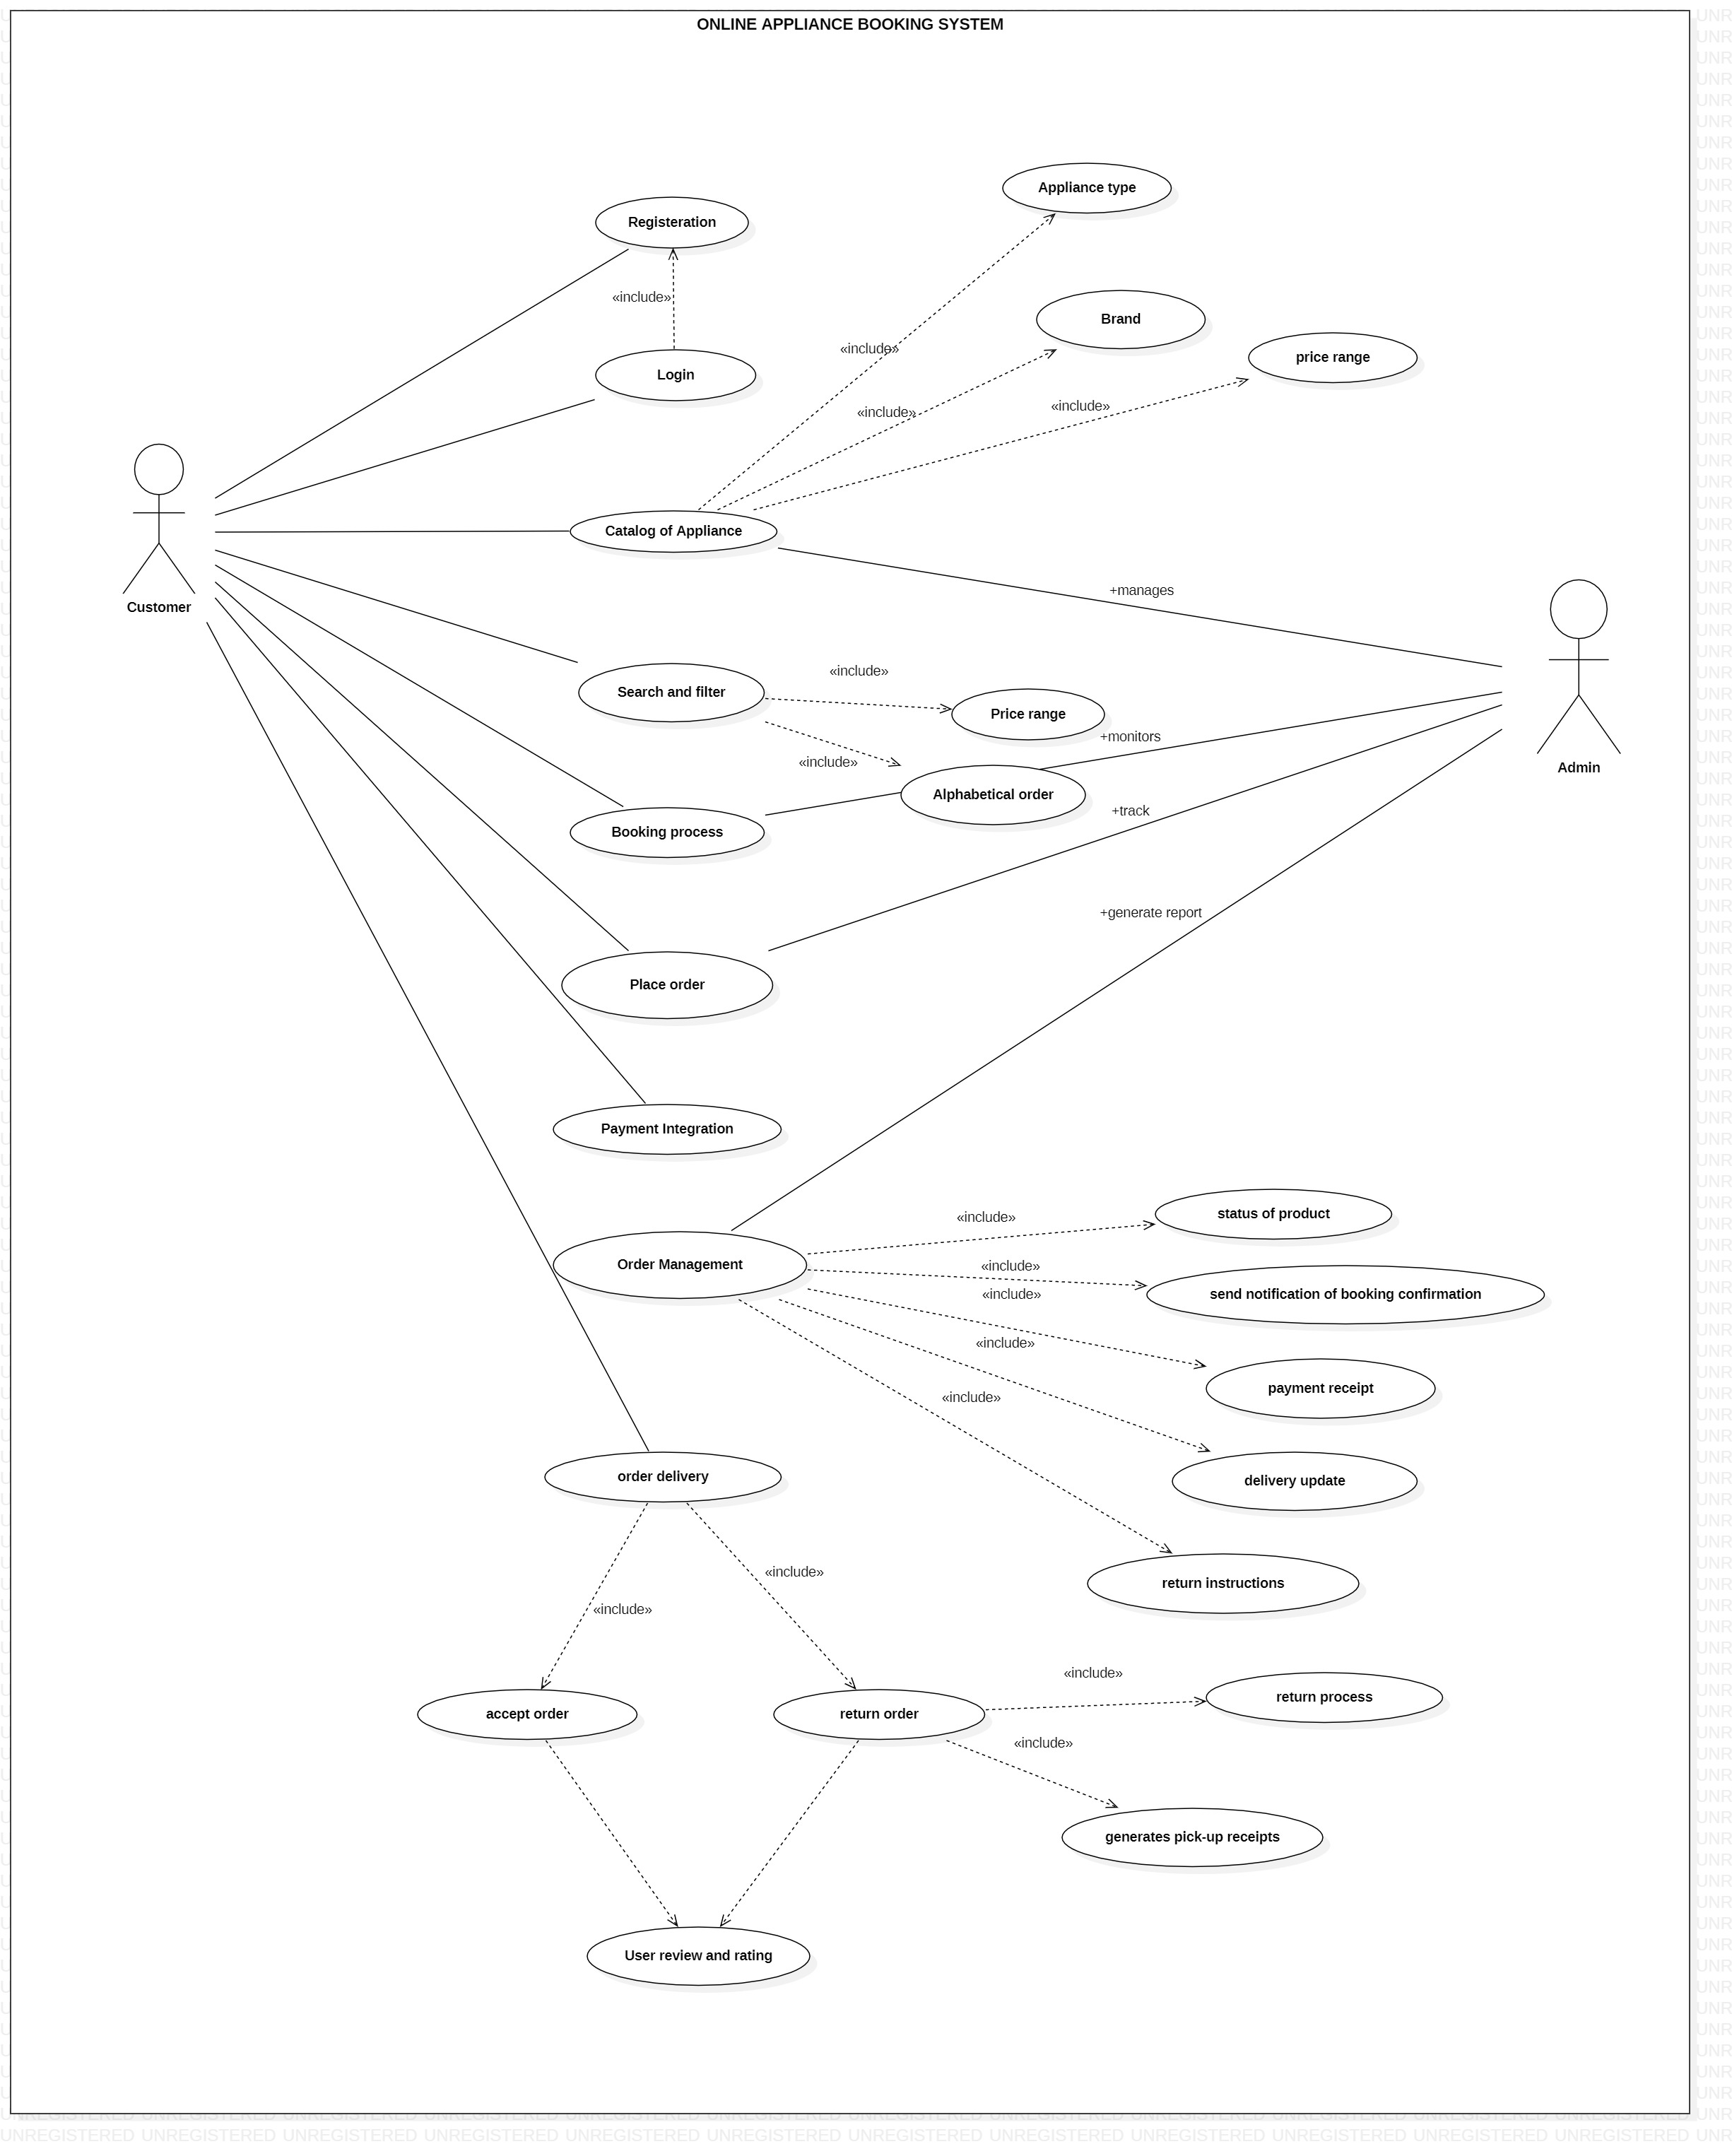 ONLINE APPLIANCE BOOKING SYSTEM
Appliance type
Registeration
«include»
Brand
«include»
price range
Login
«include»
«include»
Catalog of Appliance
+manages
Customer
Search and filter
«include»
Price range
+monitors
Admin
«include»
Alphabetical order
+track
Booking process
+generate report
Place order
Payment Integration
status of product
«include»
Order Management
«include»
send notification of booking confirmation
«include»
«include»
payment receipt
«include»
order delivery
delivery update
«include»
return instructions
«include»
«include»
return process
accept order
return order
«include»
generates pick-up receipts
User review and rating
UNREGISTERED UNREGISTERED UNREGISTERED UNREGISTERED UNREGISTERED UNREGISTERED UNREGISTERED UNREGISTERED UNREGISTERED UNREGISTERED UNREGISTERED UNREGISTERED UNR